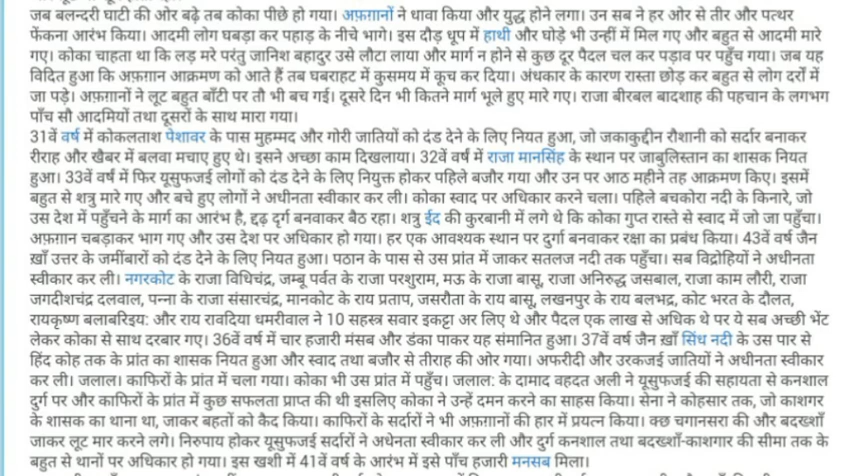 जब बलन्दरी घाटी की ओर बढ़े तब कोका पीछे हो गया। अफ़ग़ानों ने धावा किया और युद्ध होने लगा। उन सब ने हर ओर से तीर और पत्थर
फेंकना आरंभ किया। आदमी लोग घबड़ा कर पहाड़ के नीचे भागे। इस दौड़ धूप में हाथी और घोड़े भी उन्हीं में मिल गए और बहुत से आदमी मारे
गए। कोका चाहता था कि लड़ मरे परंतु जानिश बहादुर उसे लौटा लाया और मार्ग न होने से कुछ दूर पैदल चल कर पड़ाव पर पहुँच गया। जब यह
विदित हुआ कि अफ़ग़ान आक्रमण को आते हैं तब घबराहट में कुसमय में कूच कर दिया। अंधकार के कारण रास्ता छोड़ कर बहुत से लोग दर्रों में
जा पड़े। अफ़ग़ानों ने लूट बहुत बाँटी पर तौ भी बच गई। दूसरे दिन भी कितने मार्ग भूले हुए मारे गए। राजा बीरबल बादशाह की पहचान के लगभग
पाँच सौ आदमियों तथा दूसरों के साथ मारा गया।
31वें वर्ष में कोकलताश पेशावर के पास मुहम्मद और गोरी जातियों को दंड देने के लिए नियत हुआ, जो जकाकुद्दीन रौशानी को सर्दार बनाकर
रीराह और खैबर में बलवा मचाए हुए थे। इसने अच्छा काम दिखलाया। 32वें वर्षं में राजा मानसिंह के स्थान पर जाबुलिस्तान का शासक नियत
हुआ। 33वें वर्ष में फिर यूसुफजई लोगों को दंड देने के लिए नियुक्त होकर पहिले बजौर गया और उन पर आठ महीने तह आक्रमण किए। इसमें
बहुत से शत्रु मारे गए और बचे हुए लोगों ने अधीनता स्वीकार कर ली। कोका स्वाद पर अधिकार करने चला। पहिले बचकोरा नदी के किनारे, जो
उस देश में पहुँचने के मार्ग का आरंभ है, दृढ़ दुर्ग बनवाकर बैठ रहा। शत्रु ईद की कुरबानी में लगे थे कि कोका गुप्त रास्ते से स्वाद में जो जा पहुँचा।
अफ़ग़ान चबड़ाकर भाग गए और उस देश पर अधिकार हो गया। हर एक आवश्यक स्थान पर दुर्गा बनवाकर रक्षा का प्रबंध किया। 43वें वर्ष जैन
ख़ाँ उत्तर के जमींबारों को दंड देने के लिए नियत हुआ। पठान के पास से उस प्रांत में जाकर सतलज नदी तक पहुँचा। सब विद्रोहियों ने अधीनता
स्वीकार कर ली। नगरकोट के राजा विधिचंद्र, जम्बू पर्वत के राजा परशुराम, मऊ के राजा बासू, राजा अनिरुद्ध जसबाल, राजा काम लौरी, राजा
जगदीशचंद्र दलवाल, पन्ना के राजा संसारचंद्र, मानकोट के राय प्रताप, जसरौता के राय बासू, लखनपुर के राय बलभद्र, कोट भरत के दौलत,
रायकृष्ण बलाबरिइय: और राय रावदिया धमरीवाल ने 10 सहस्त्र सवार इकट्टा अर लिए थे और पैदल एक लाख से अधिक थे पर ये सब अच्छी भेंट
लेकर कोका से साथ दरबार गए। 36वें वर्ष में चार हजारी मंसब और डंका पाकर यह संमानित हुआ। 37वें वर्ष जैन ख़ाँ सिंध नदी के उस पार से
हिंद कोह तक के प्रांत का शासक नियत हुआ और स्वाद तथा बजौर से तीराह की ओर गया। अफरीदी और उरकजई जातियों ने अधीनता स्वीकार
कर ली। जलाल। काफिरों के प्रांत में चला गया। कोका भी उस प्रांत में पहुँच। जलाल: के दामाद वहदत अली ने यूसुफजई की सहायता से कनशाल
दुर्ग पर और काफिरों के प्रांत में कुछ सफलता प्राप्त की थी इसलिए कोका ने उन्हें दमन करने का साहस किया। सेना ने कोहसार तक, जो काशगर
के शासक का थाना था, जाकर बहतों को कैद किया। काफिरों के सर्दारों ने भी अफ़ग़ानों की हार में प्रयत्न किया। क्छ चगानसरा की और बदख्शाँ
जाकर लूट मार करने लगे। निरुपाय होकर यूसुफजई सर्दारों ने अधेनता स्वीकार कर ली और दुर्ग कनशाल तथा बदख्शाँ-काशगार की सीमा तक के
बहुत से थानों पर अधिकार हो गया। इस खशी में 41वें वर्ष के आरंभ में इसे पाँच हजारी मनसब मिला।